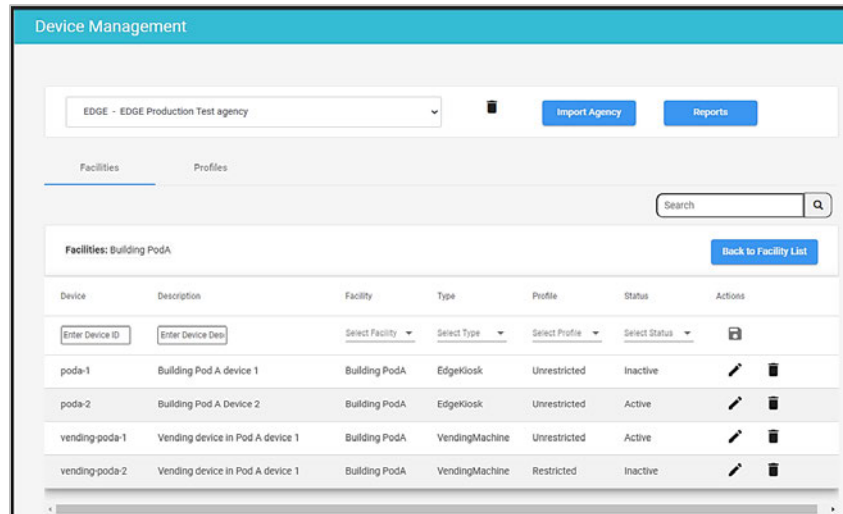 Device Management
EDGE - EDGE Production Test agency
Import Agency
Reports
Facilities Profiles
Search
Facilities: Building PodA
Back to Facility List
Device Description Facility Type Profile Status Actions
Enter Device ID Enter Device Des Select Facility Select Type Select Profile Select Status
poda-1 Building Pod A device 1 Building PodA EdgeKiosk Unrestricted Inactive
poda-2 Building Pod A Device 2 Building PodA EdgeKiosk Unrestricted Active
vending-poda-1 Vending device in Pod A device 1 Building PodA VendingMachine Unrestricted Active
vending-poda-2 Vending device in Pod A device 1 Building PodA VendingMachine Restricted Inactive